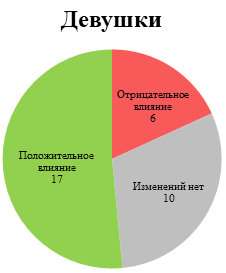 Девушки
Отрицательное
влияние
6
Положительное
влияние
17
Изменений нет
10